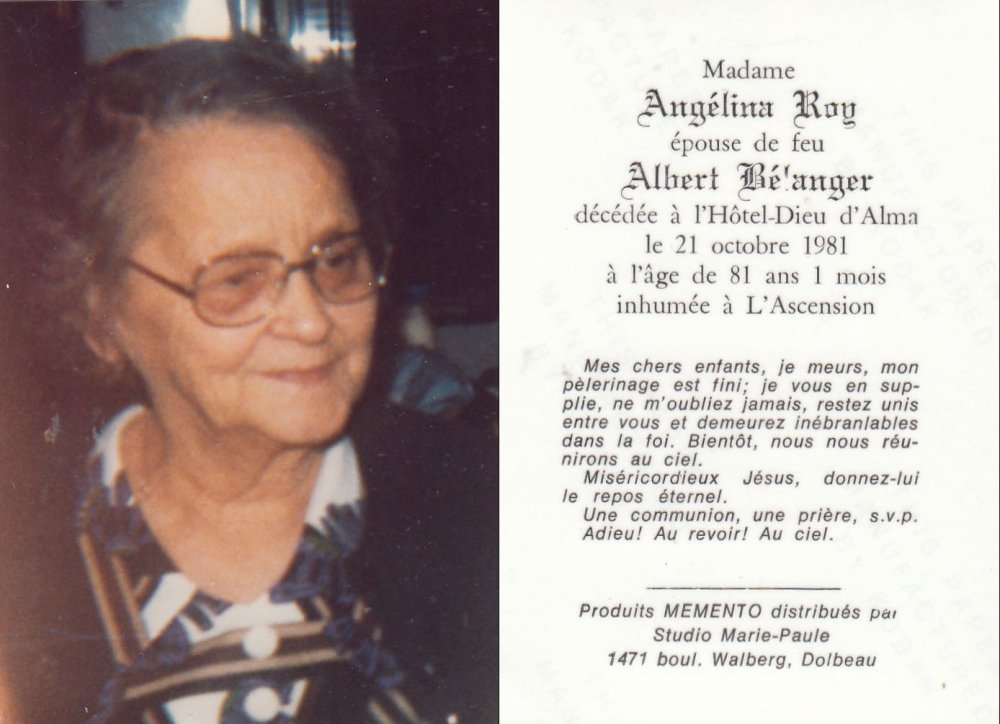 Madame
Angélina Roy
épouse de feu
Albert Bélanger
décédée à l'Hôtel-Dieu d'Alma
le 21 octobre 1981
à l'âge de 81 ans 1 mois
inhumée à L'Ascension
Mes chers enfants, je meurs, mon
pèlerinage est fini; je vous en sup-
plie, ne m'oubliez jamais, restez unis
entre vous et demeurez inébranlables
dans la foi. Bientôt, nous nous réu-
nirons au ciel.
Miséricordieux Jésus, donnez-lui
le repos éternel.
Une communion, une prière, s.v.p.
Adieu! Au revoir! Au ciel.
Produits MEMENTO distribués par
Studio Marie-Paule
1471 boul. Walberg, Dolbeau